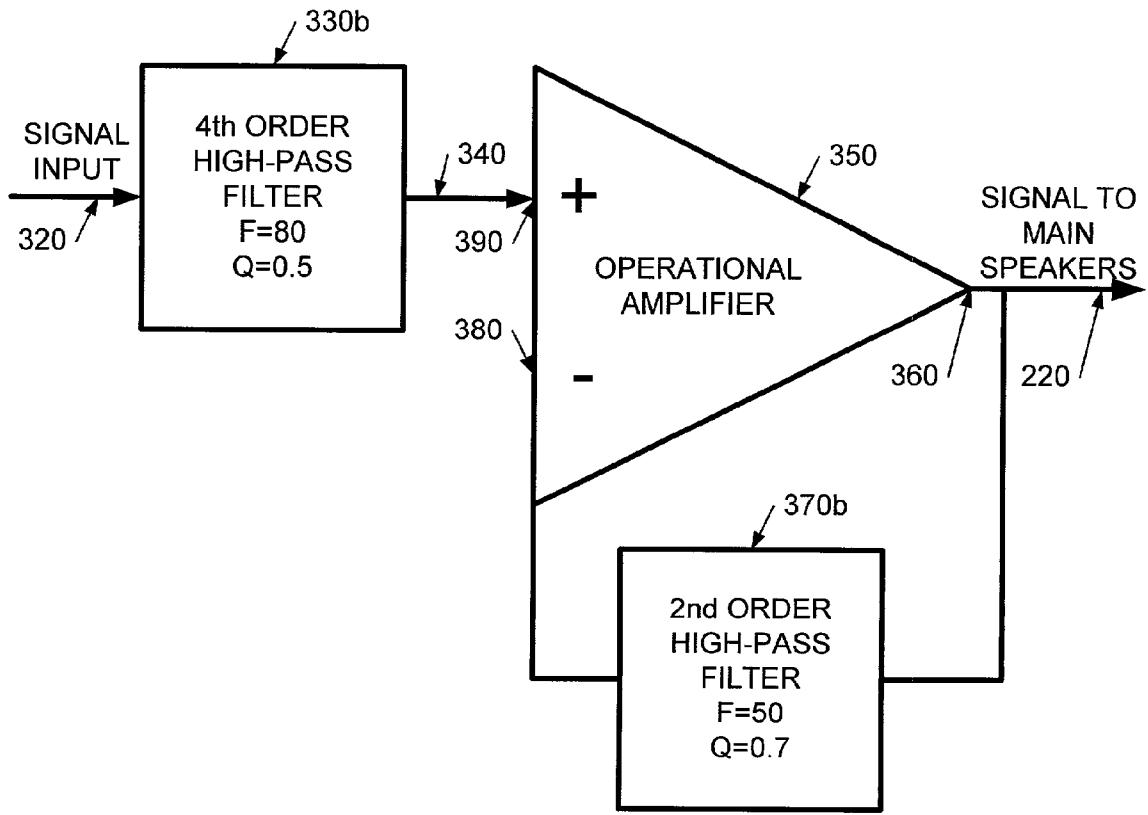 330b
SIGNAL
INPUT
320
4th ORDER
HIGH-PASS
FILTER
F=80
Q=0.5
340
390
380
+
-
OPERATIONAL
AMPLIFIER
350
SIGNAL TO
MAIN
SPEAKERS
360
220
370b
2nd ORDER
HIGH-PASS
FILTER
F=50
Q=0.7